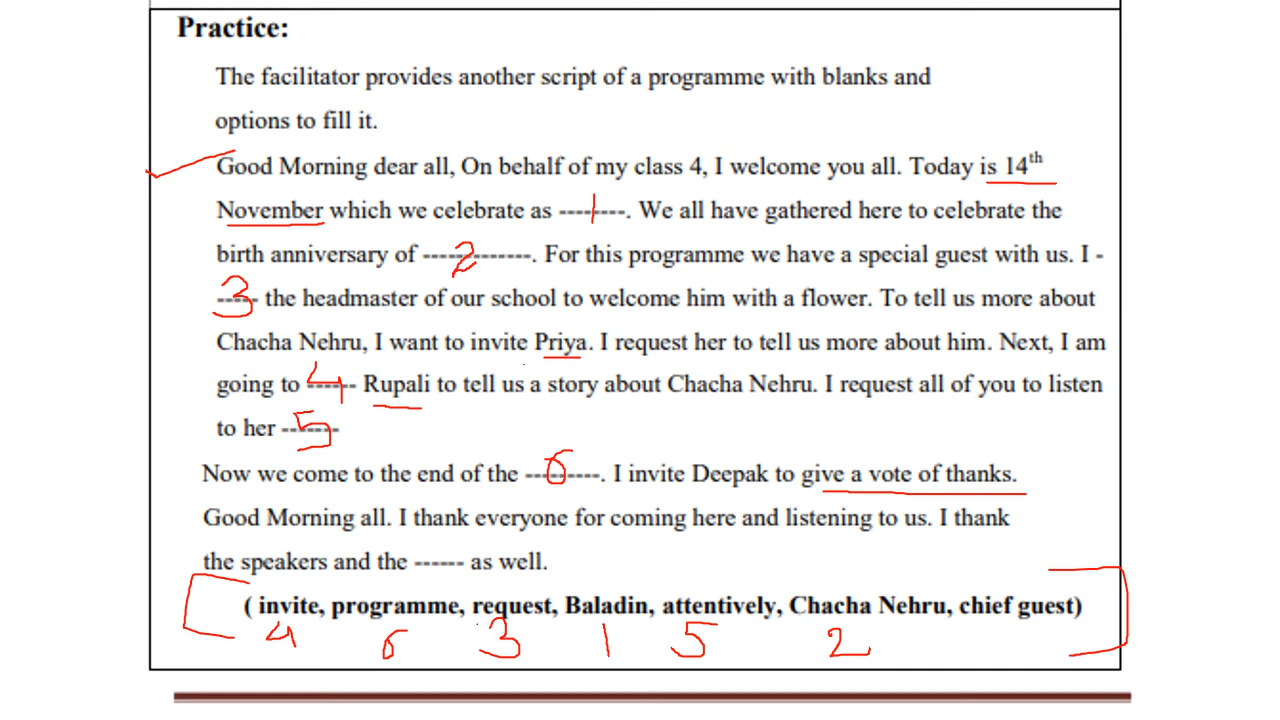 Practice:
The facilitator provides another script of a programme with blanks and
options to fill it.
Good Morning dear all, On behalf of my class 4, I welcome you all. Today is 14th
November which we celebrate as ----1----. We all have gathered here to celebrate the
birth anniversary of -----2--------. For this programme we have a special guest with us. I -
--3-- the headmaster of our school to welcome him with a flower. To tell us more about
Chacha Nehru, I want to invite Priya. I request her to tell us more about him. Next, I am
going to --4---- Rupali to tell us a story about Chacha Nehru. I request all of you to listen
to her ---5----
Now we come to the end of the ---6-----. I invite Deepak to give a vote of thanks.
Good Morning all. I thank everyone for coming here and listening to us. I thank
the speakers and the ------ as well.
( invite, programme, request, Baladin, attentively, Chacha Nehru, chief guest)
4 6 3 1 5 2